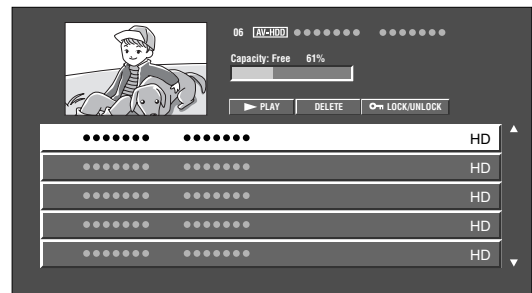 06 AV-HDD ●●●●●●● ●●●●●●●
Capacity: Free 61%
PLAY DELETE LOCK/UNLOCK
●●●●●●● ●●●●●●● HD
●●●●●●● ●●●●●●● HD
●●●●●●● ●●●●●●● HD
●●●●●●● ●●●●●●● HD
●●●●●●● ●●●●●●● HD